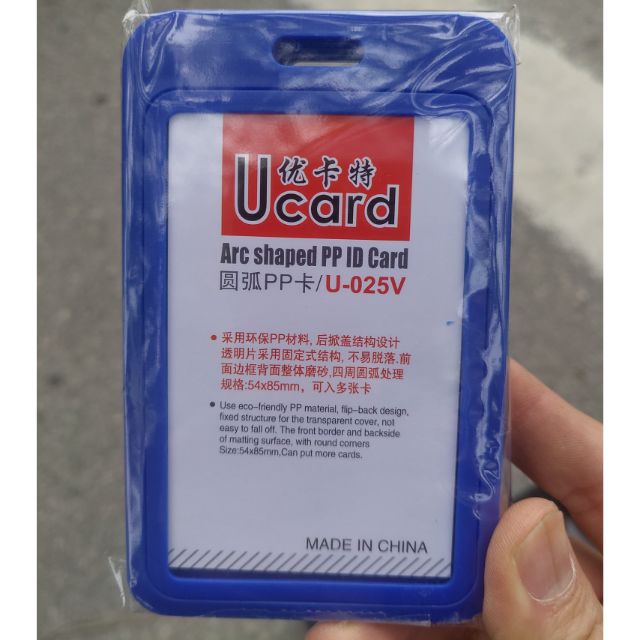 优卡特
Ucard
Arc shaped PP ID Card
圆弧PP卡/U-025V
采用环保PP材料, 后掀盖结构设计
透明片采用固定式结构, 不易脱落.前
面边框背面整体磨砂.四周圆弧处理
规格:54x85mm, 可入多张卡
Use eco-friendly PP material, flip-back design,
fixed structure for the transparent cover, not
easy to fall off. The front border and backside
of matting surface, with round corners
Size:54x85mm,Can put more cards.
MADE IN CHINA